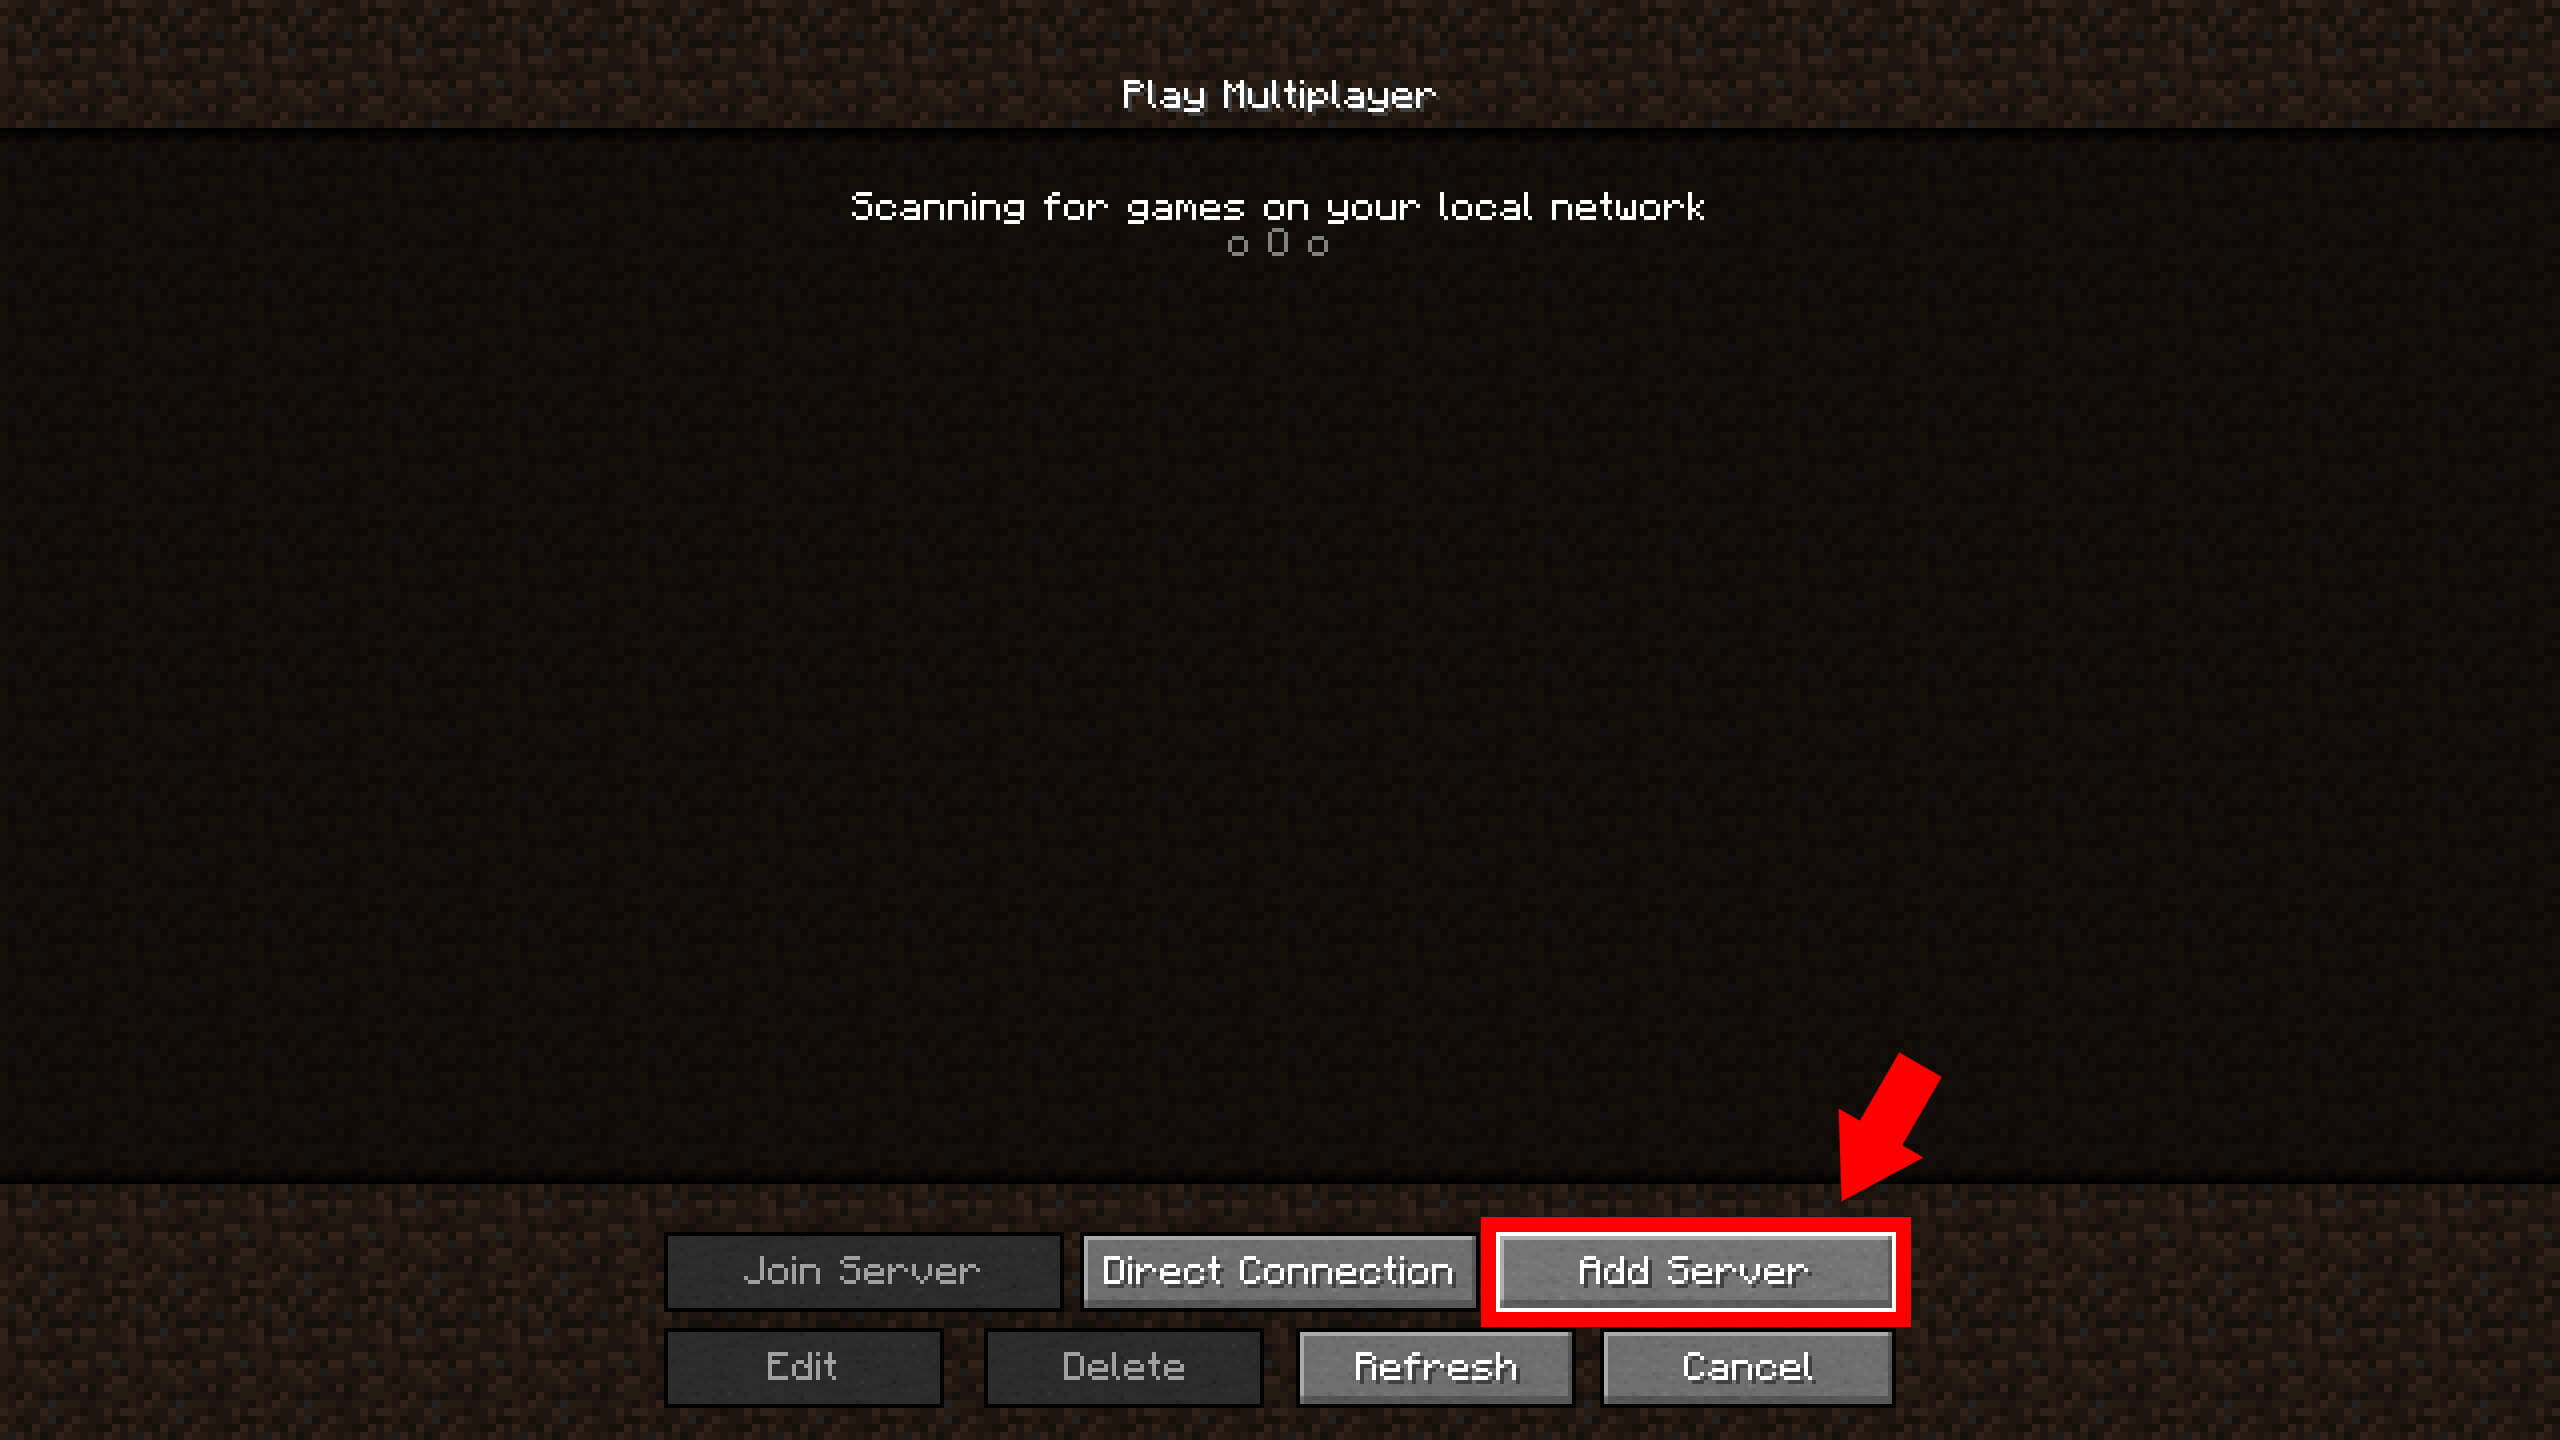 Play Multiplayer
Scanning for games on your local network
o O o
Join Server
Direct Connection
Add Server
Edit
Delete
Refresh
Cancel